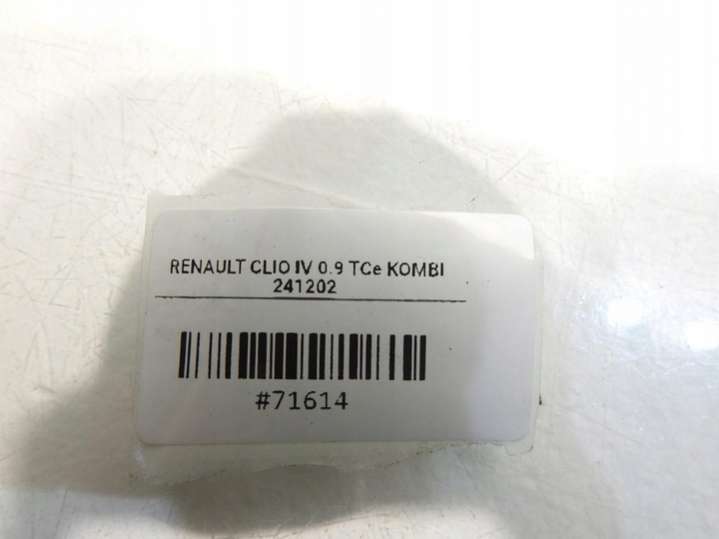 RENAULT CLIO IV 0.9 TCe KOMBI
241202
#71614